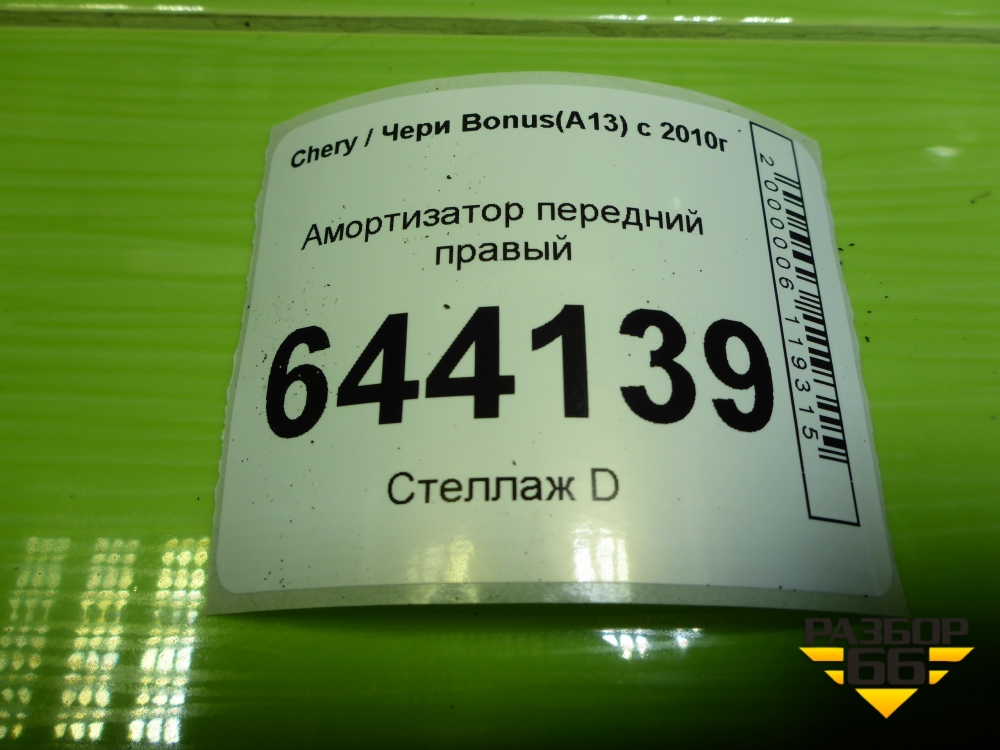 Chery / Чери Bonus(A13) с 2010г
Амортизатор передний
правый
644139
Стеллаж D
2000006119315
РАЗБОР
66